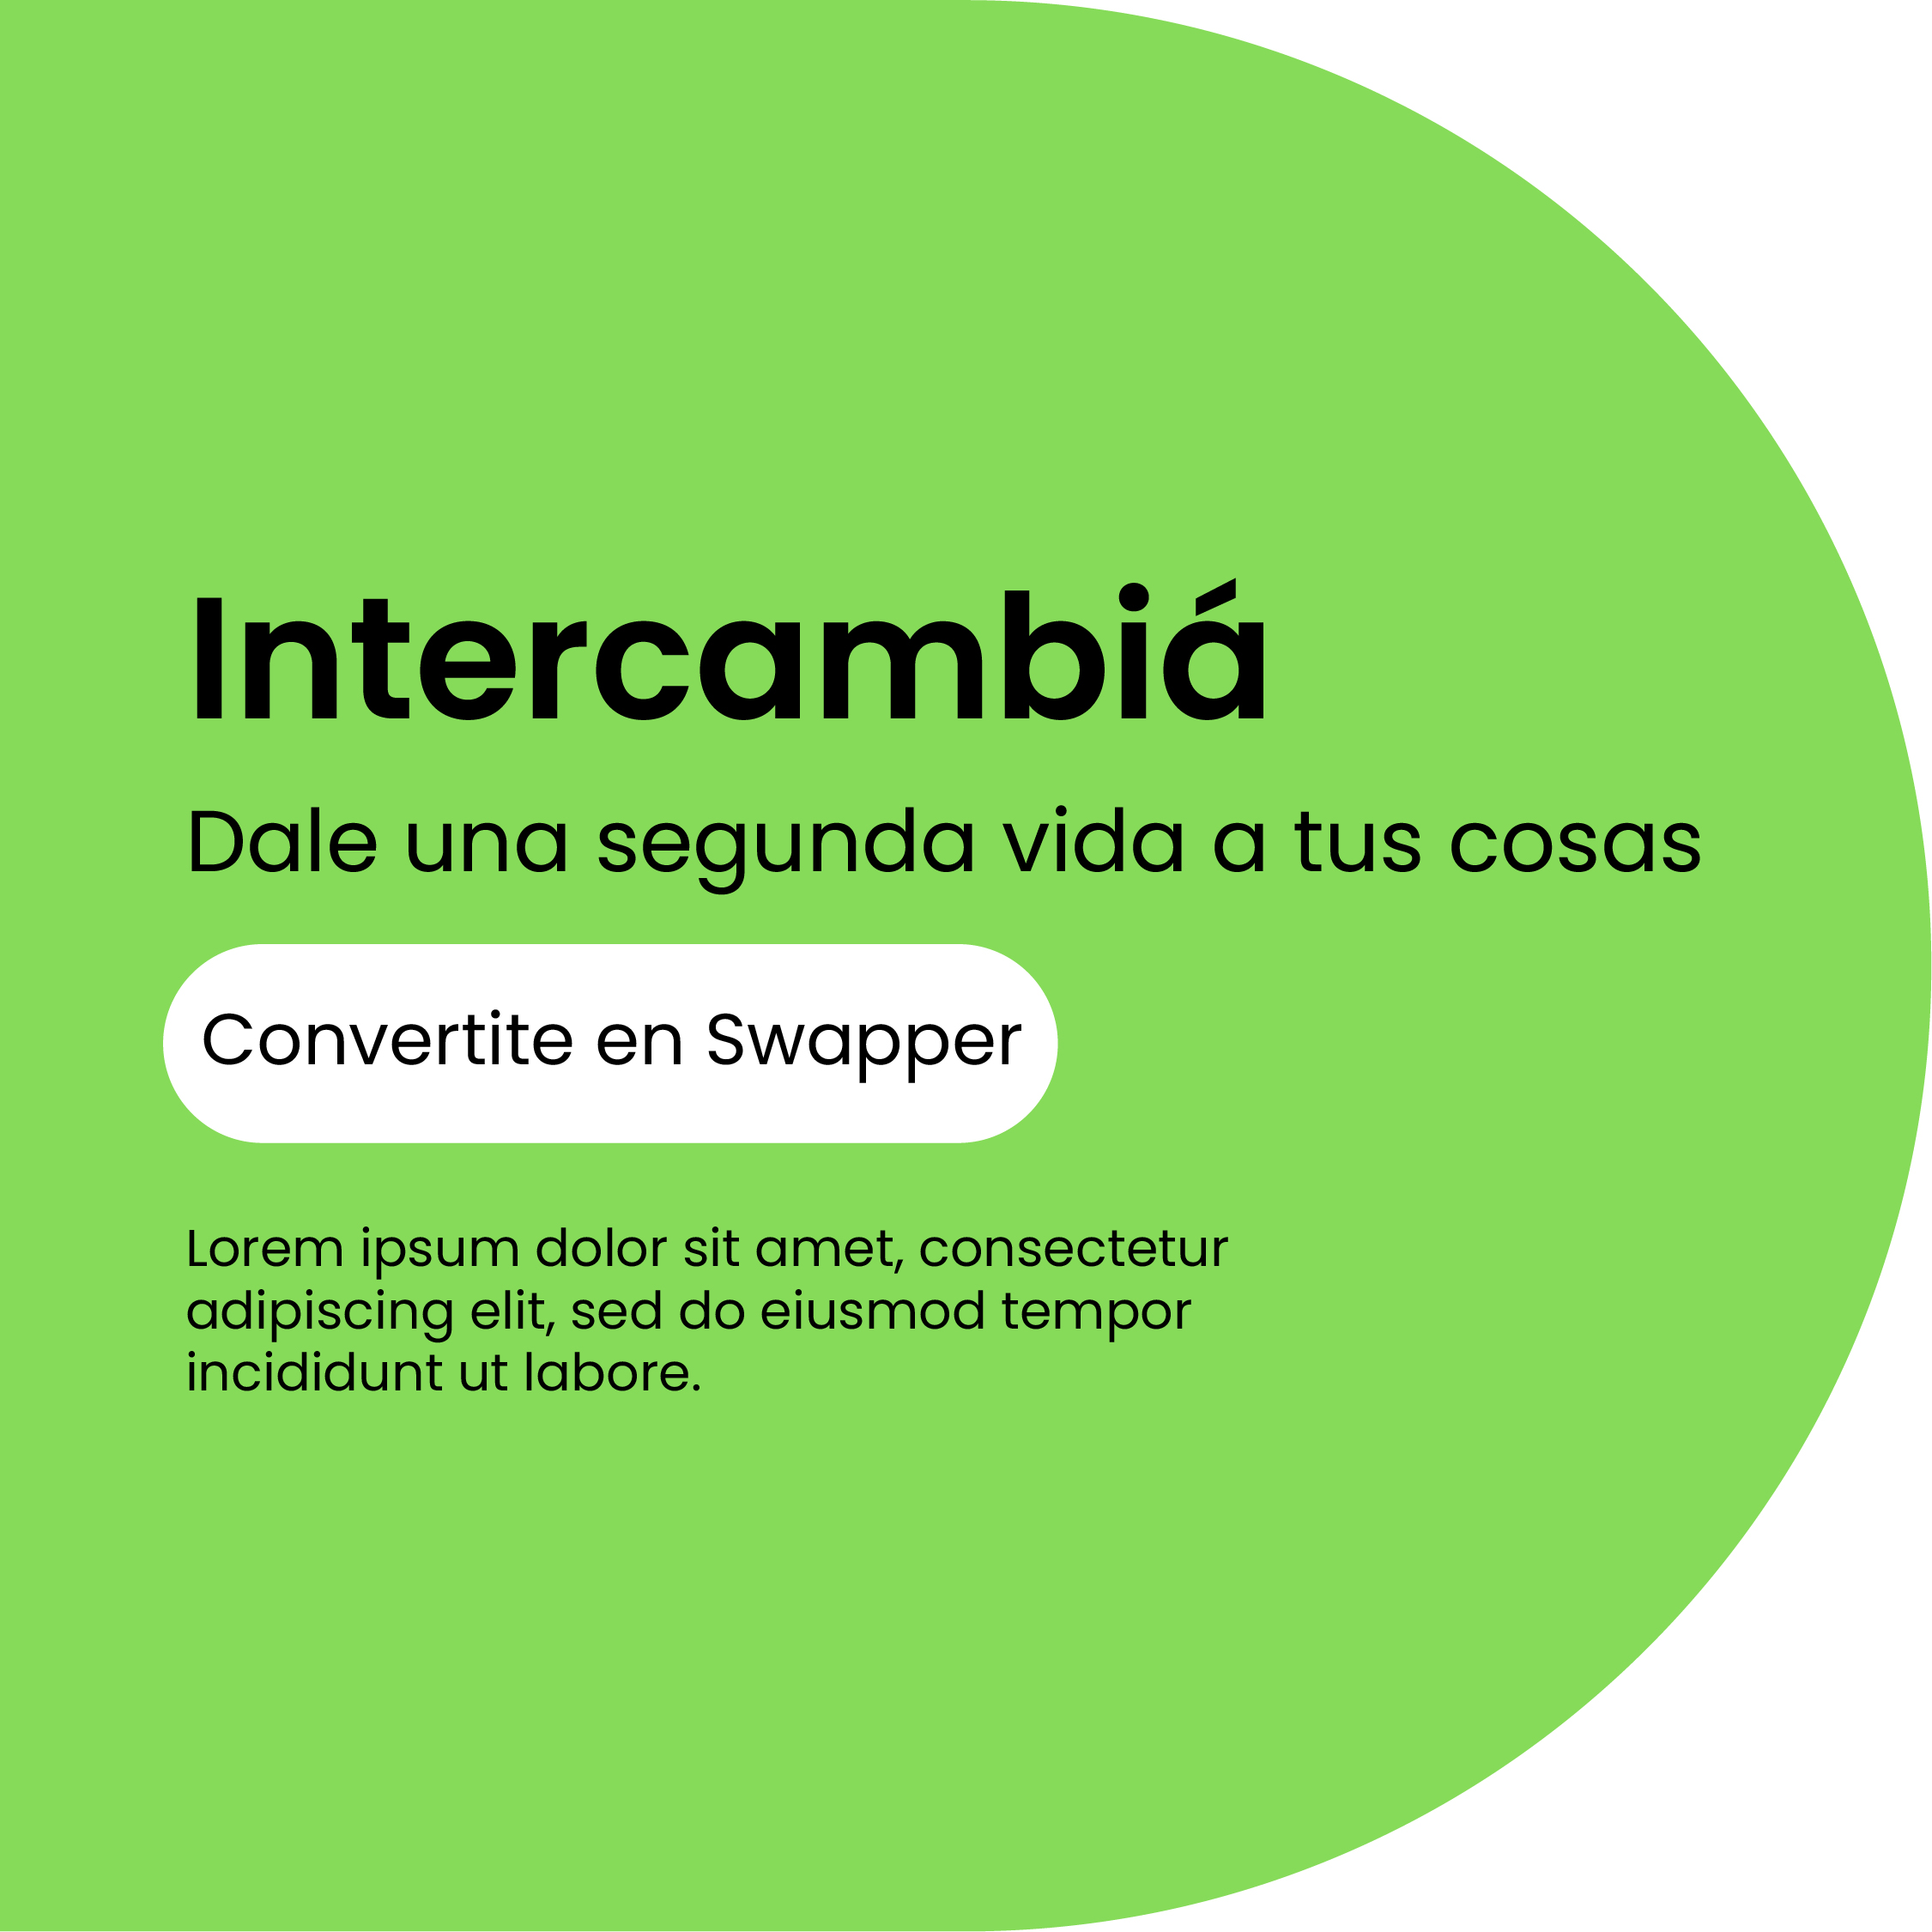 Intercambiá
Dale una segunda vida a tus cosas
Convertite en Swapper
Lorem ipsum dolor sit amet, consectetur
adipiscing elit, sed do eiusmod tempor
incididunt ut labore.